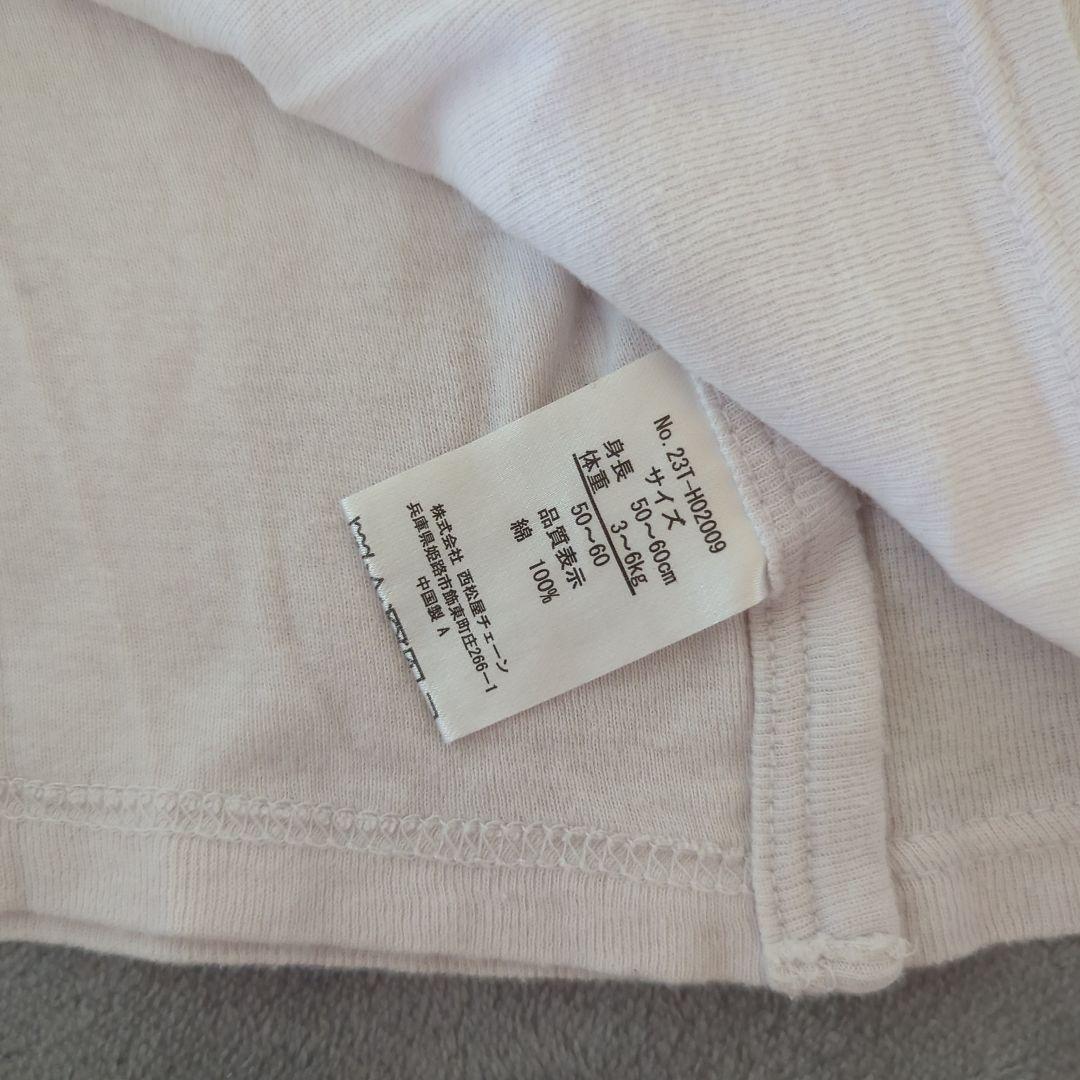 No.23T-H02009
サイズ
身長 50～60cm
体重 3～6kg
50～60
品質表示
綿 100%
株式会社 西松屋チェーン
兵庫県姫路市飾東町庄266-1
中国製 A